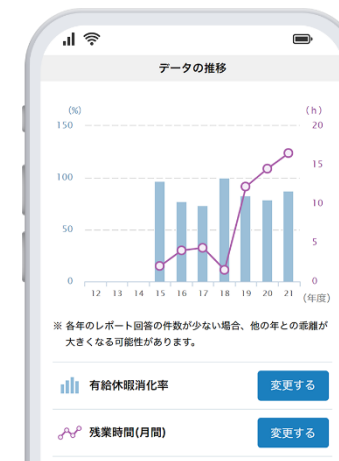 データの推移
(%)
(h)
150
20
15
100
10
50
5
0
0
12 13 14 15 16 17 18 19 20 21
(年度)
※ 各年のレポート回答の件数が少ない場合、他の年との乖離が
大きくなる可能性があります。
有給休暇消化率
変更する
残業時間(月間)
変更する